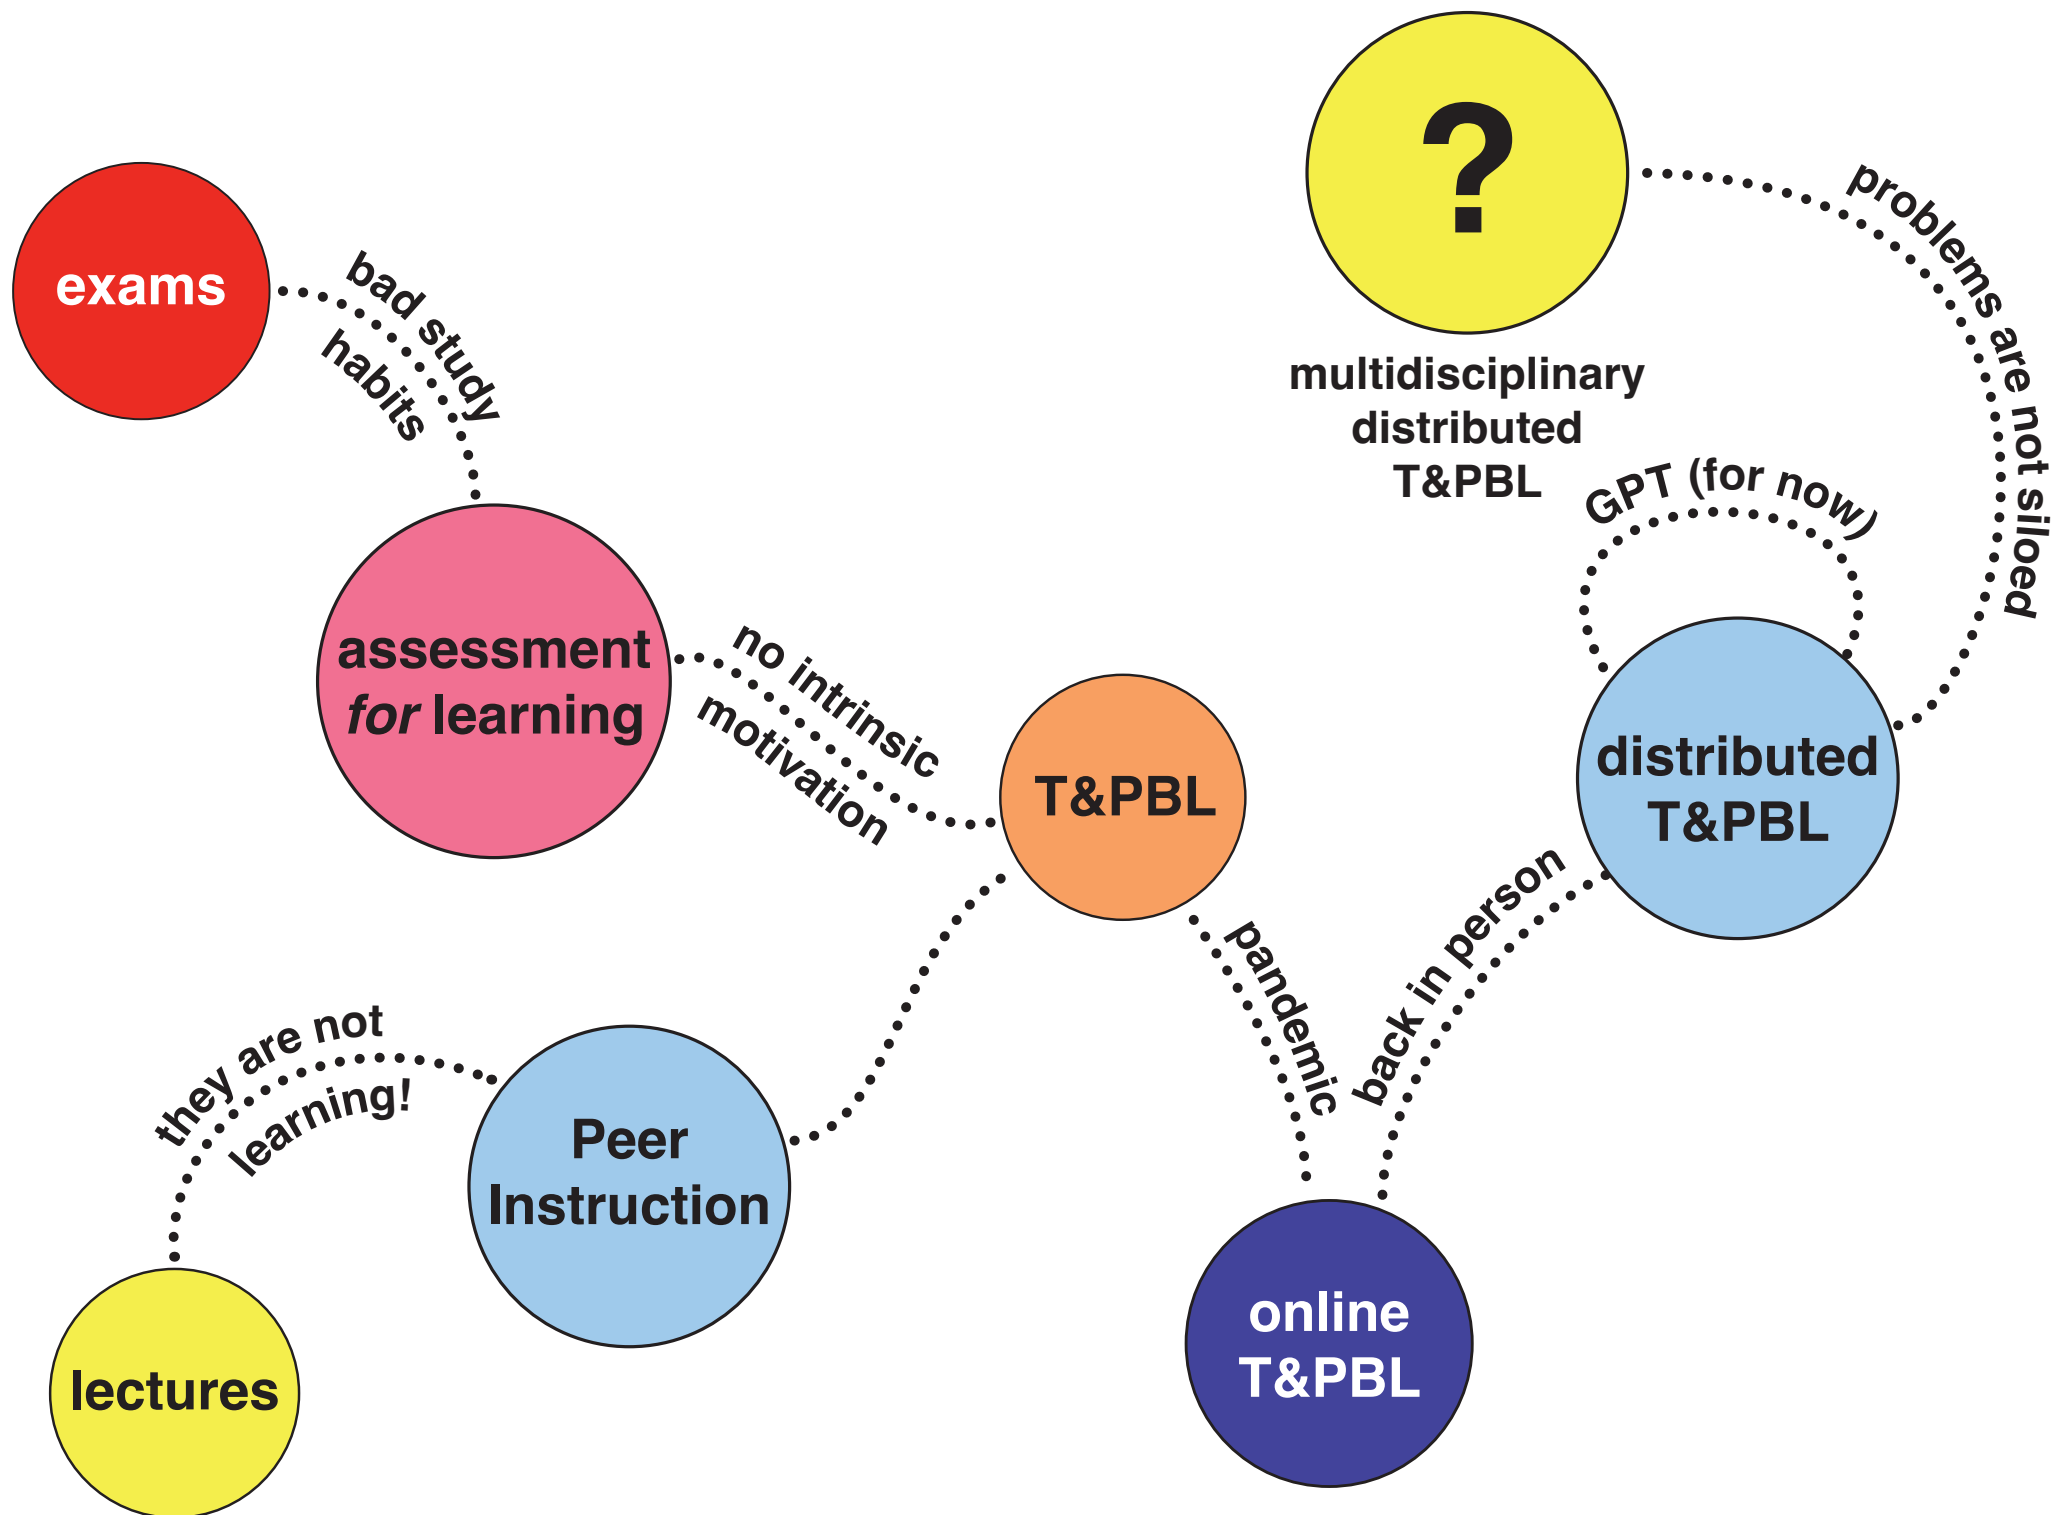 exams
bad study
habits
assessment
for learning
no intrinsic
motivation
T&PBL
they are not
learning!
Peer
Instruction
lectures
pandemic
online
T&PBL
back in person
distributed
T&PBL
GPT (for now)
problems are not siloed
?
multidisciplinary
distributed
T&PBL